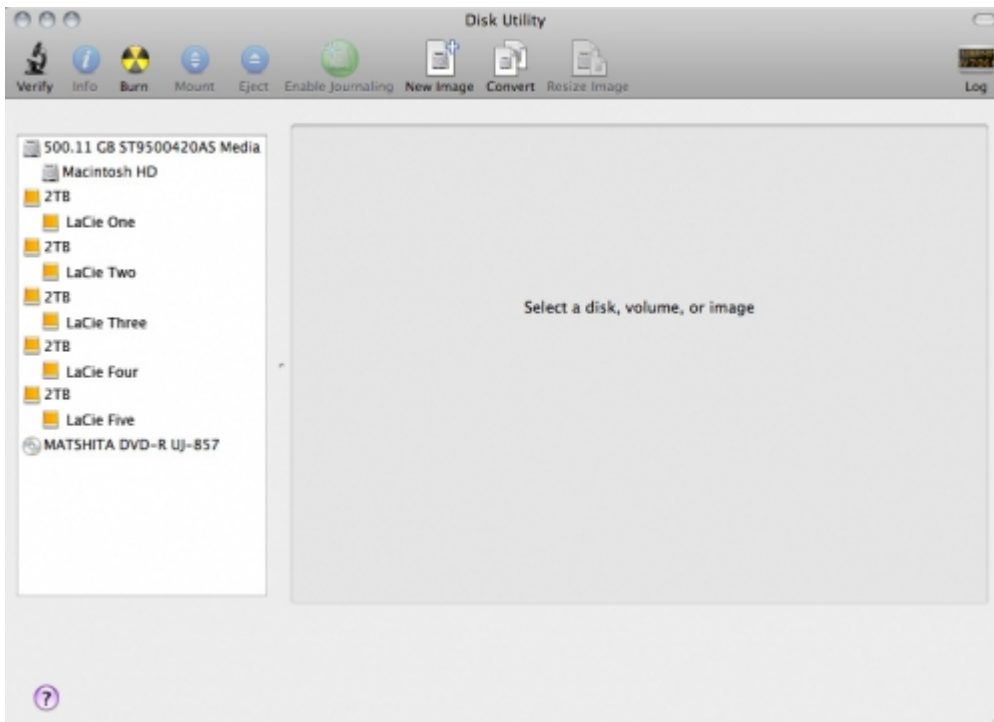 Disk Utility
Verify Info Burn Mount Eject Enable Journaling New Image Convert Resize Image Log
500.11 GB ST9500420AS Media
Macintosh HD
2TB
LaCie One
2TB
LaCie Two
2TB
LaCie Three
2TB
LaCie Four
2TB
LaCie Five
MATSHITA DVD-R UJ-857
Select a disk, volume, or image
?